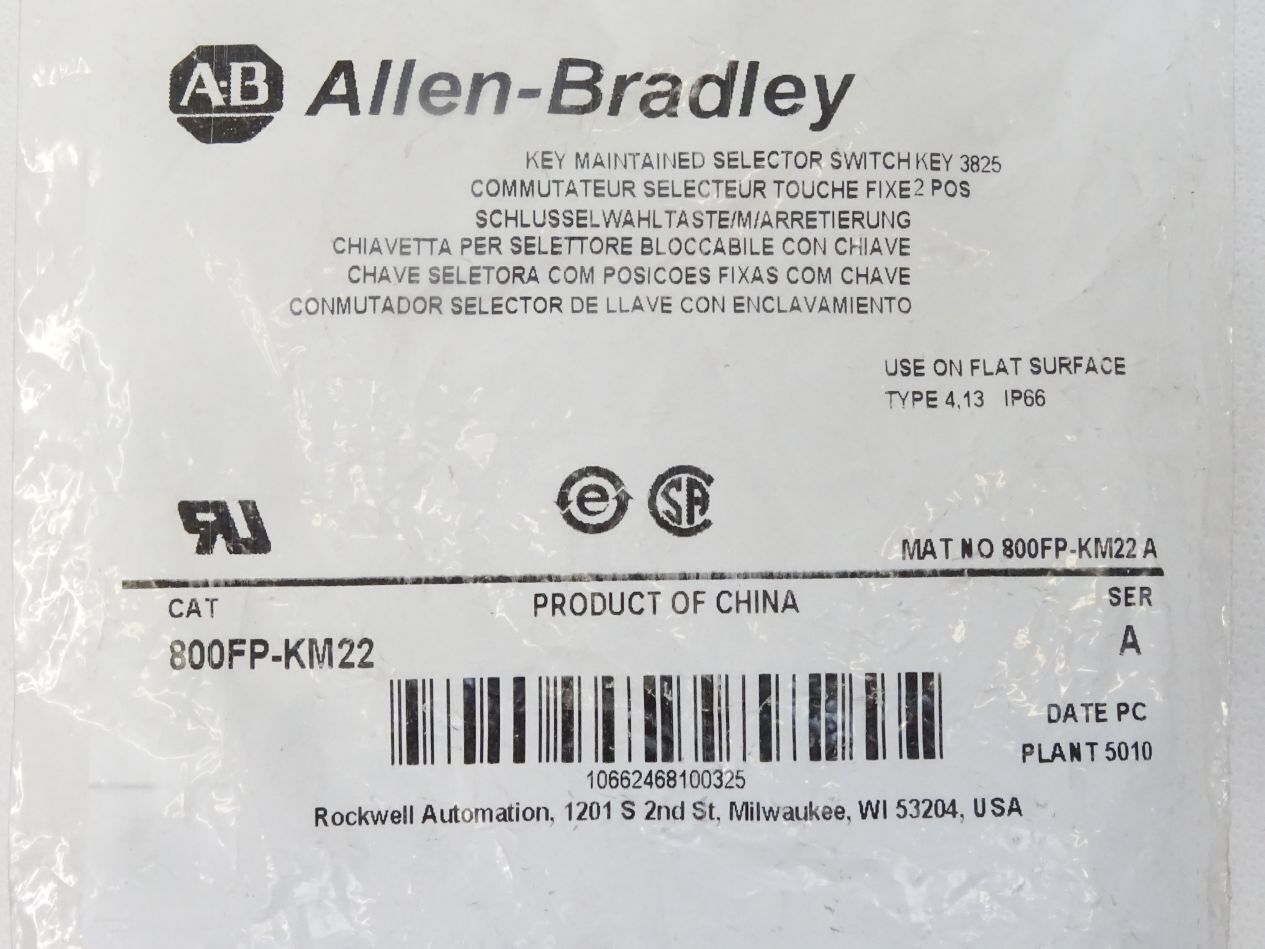 A-B Allen-Bradley
KEY MAINTAINED SELECTOR SWITCH KEY 3825
COMMUTATEUR SELECTEUR TOUCHE FIXE 2 POS
SCHLUSSELWAHLTASTE/M/ARRETIERUNG
CHIAVETTA PER SELETTORE BLOCCABILE CON CHIAVE
CHAVE SELETORA COM POSICOES FIXAS COM CHAVE
CONMUTADOR SELECTOR DE LLAVE CON ENCLAVAMIENTO
USE ON FLAT SURFACE
TYPE 4,13 IP66
e SA
RU
MAT NO 800FP-KM22 A
CAT PRODUCT OF CHINA SER
800FP-KM22 A
DATE PC
PLANT 5010
10662468100325
Rockwell Automation, 1201 S 2nd St, Milwaukee, WI 53204, USA